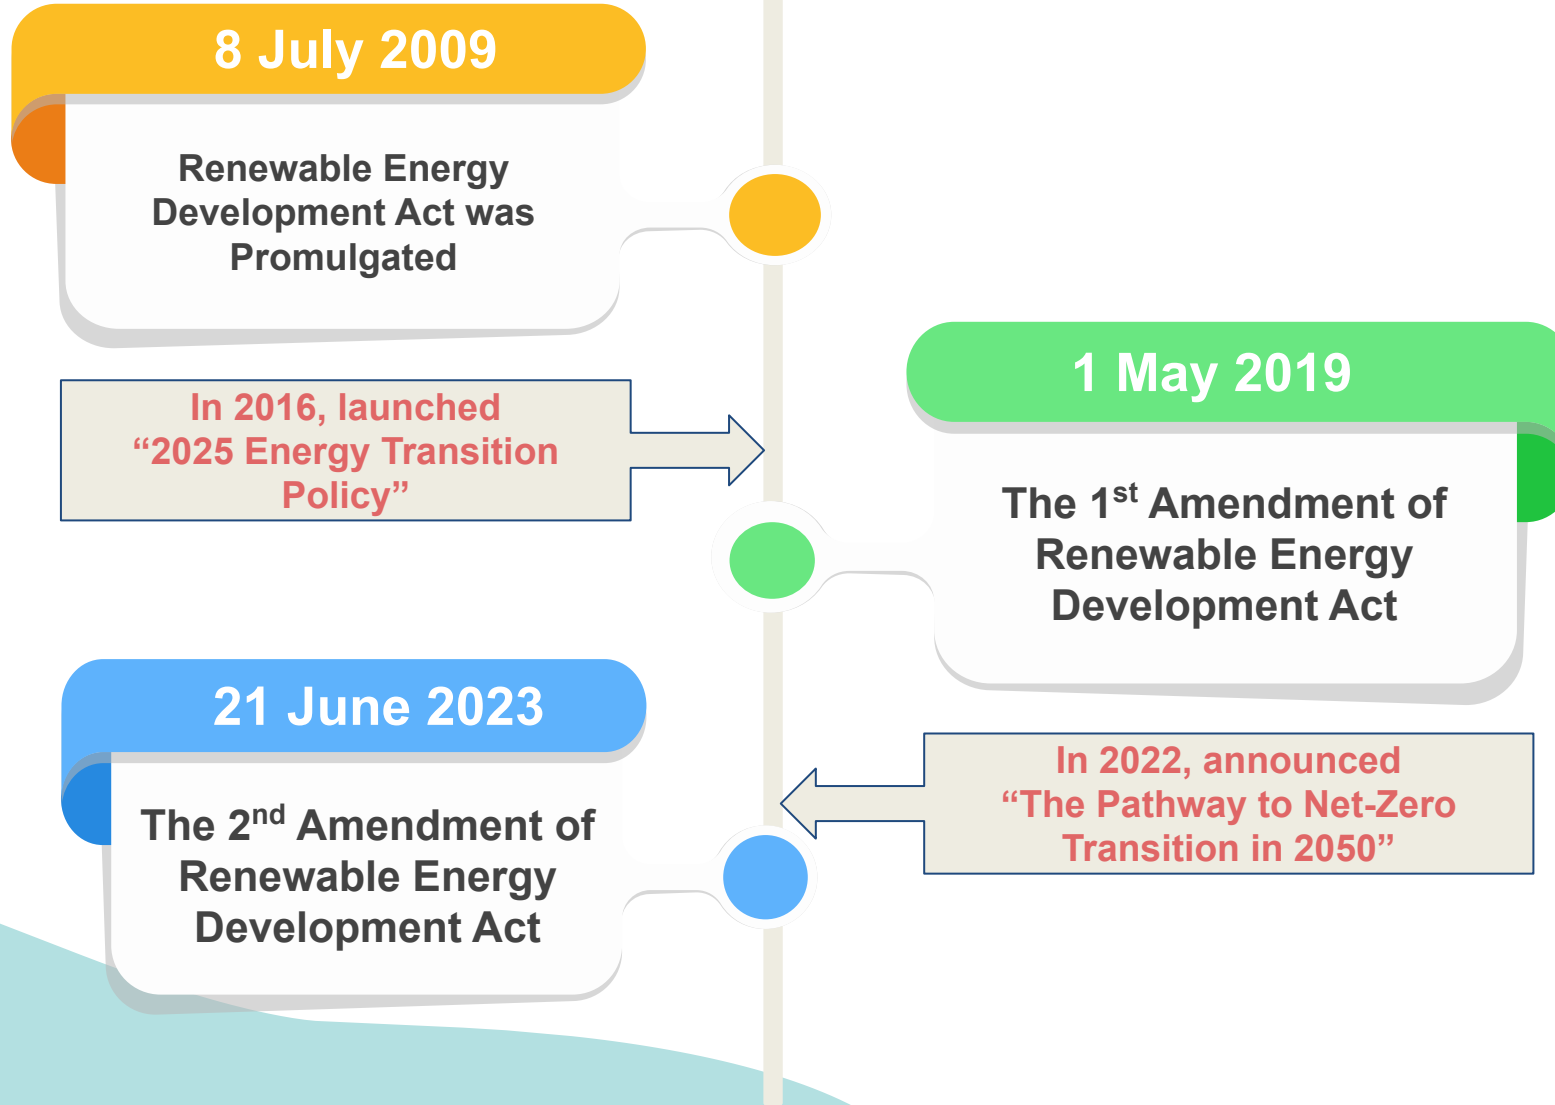 8 July 2009
Renewable Energy
Development Act was
Promulgated
In 2016, launched
“2025 Energy Transition
Policy”
1 May 2019
The 1st Amendment of
Renewable Energy
Development Act
21 June 2023
The 2nd Amendment of
Renewable Energy
Development Act
In 2022, announced
“The Pathway to Net-Zero
Transition in 2050”